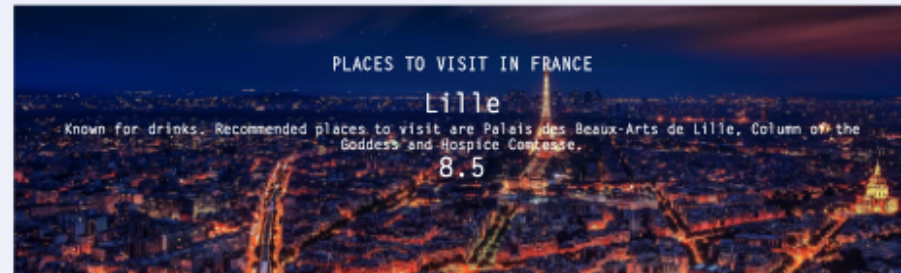 PLACES TO VISIT IN FRANCE
Lille
Known for drinks. Recommended places to visit are Palais des Beaux-Arts de Lille, Column of the
Goddess and Hospice Comtesse.
8.5